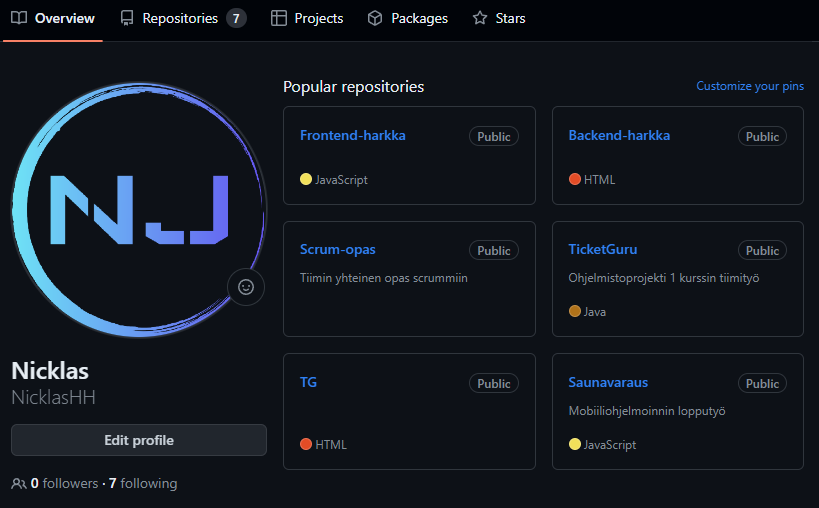 Overview Repositories 7 Projects Packages Stars
NJ
Nicklas
NicklasHH
Edit profile
0 followers · 7 following
Popular repositories
Customize your pins
Frontend-harkka Public
JavaScript
Backend-harkka Public
HTML
Scrum-opas Public
Tiimin yhteinen opas scrummiin
TicketGuru Public
Ohjelmistoprojekti 1 kurssin tiimityö
Java
TG Public
HTML
Saunavaraus Public
Mobiiliohjelmoinnin lopputyö
JavaScript